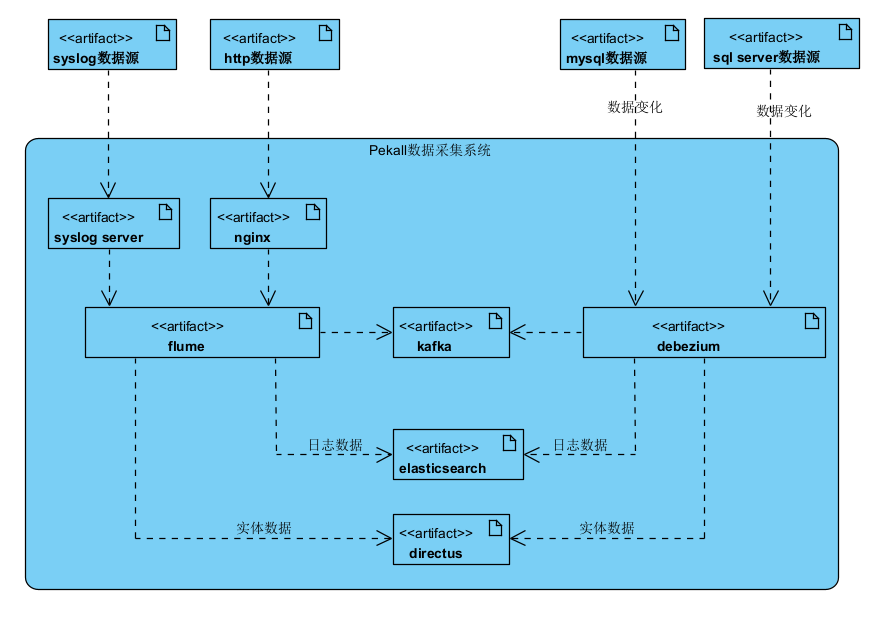 <<artifact>>
syslog数据源
<<artifact>>
http数据源
<<artifact>>
mysql数据源
<<artifact>>
sql server数据源
数据变化
数据变化
Pekall数据采集系统
<<artifact>>
syslog server
<<artifact>>
nginx
<<artifact>>
flume
<<artifact>>
kafka
<<artifact>>
debezium
日志数据
<<artifact>>
elasticsearch
日志数据
实体数据
<<artifact>>
directus
实体数据